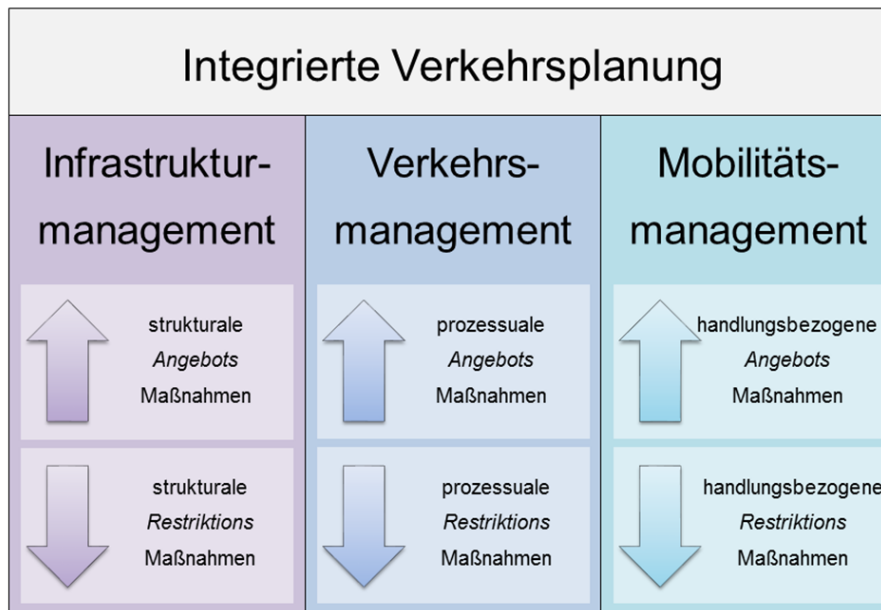 Integrierte Verkehrsplanung
Infrastruktur-
management
Verkehrs-
management
Mobilitäts-
management
strukturale
Angebots
Maßnahmen
prozessuale
Angebots
Maßnahmen
handlungsbezogene
Angebots
Maßnahmen
strukturale
Restriktions
Maßnahmen
prozessuale
Restriktions
Maßnahmen
handlungsbezogene
Restriktions
Maßnahmen